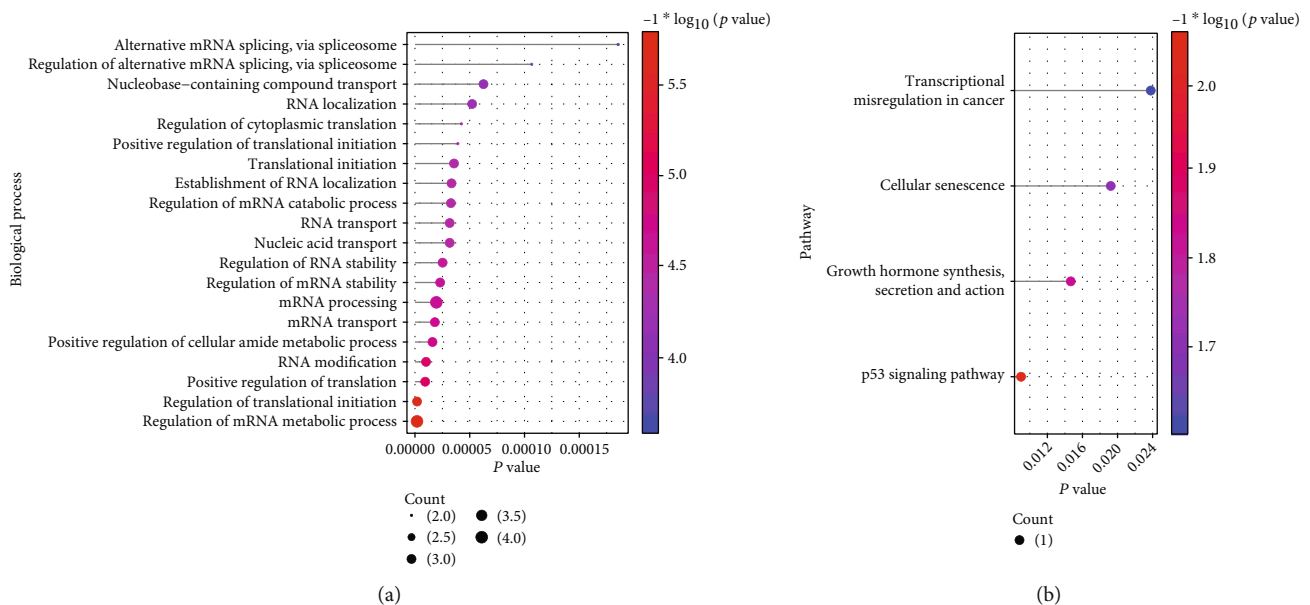 Biological process
Alternative mRNA splicing, via spliceosome
Regulation of alternative mRNA splicing, via spliceosome
Nucleobase−containing compound transport
RNA localization
Regulation of cytoplasmic translation
Positive regulation of translational initiation
Translational initiation
Establishment of RNA localization
Regulation of mRNA catabolic process
RNA transport
Nucleic acid transport
Regulation of RNA stability
Regulation of mRNA stability
mRNA processing
mRNA transport
Positive regulation of cellular amide metabolic process
RNA modification
Positive regulation of translation
Regulation of translational initiation
Regulation of mRNA metabolic process
0.00000 0.00005 0.00010 0.00015
P value
−1 * log10 (p value)
5.5
5.0
4.5
4.0
Count
(2.0)
(2.5)
(3.0)
(3.5)
(4.0)
(a)
Pathway
Transcriptional
misregulation in cancer
Cellular senescence
Growth hormone synthesis,
secretion and action
p53 signaling pathway
0.012 0.016 0.020 0.024
P value
−1 * log10 (p value)
2.0
1.9
1.8
1.7
Count
(1)
(b)